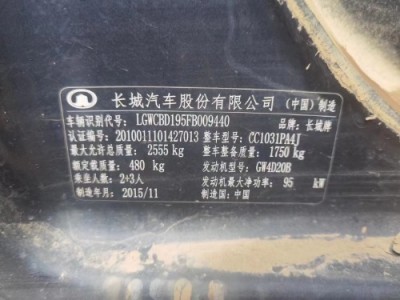 长城汽车股份有限公司 (中国)制造
车辆识别代号: LGWCBD195FB009440 品牌: 长城牌
认证编号: 2010011101427013 整车型号: CC1031PA4J
最大允许总质量: 2555 kg 整车整备质量: 1750 kg
额定载质量: 480 kg 发动机型号: GW4D20B
乘坐人数: 2+3人 发动机最大净功率: 95 kW
制造年月: 2015/11 制造国: 中国